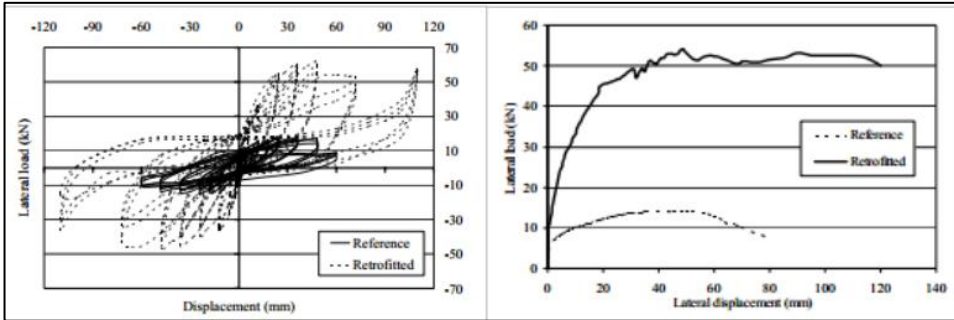 -120 -90 -60 -30 0 30 60 90 120
70
50
30
10
-10
-30
-50
-70
Lateral load (kN)
Reference
Retrofitted
Displacement (mm)
60
50
40
30
20
10
0
Lateral load (kN)
Reference
Retrofitted
0 20 40 60 80 100 120 140
Lateral displacement (mm)